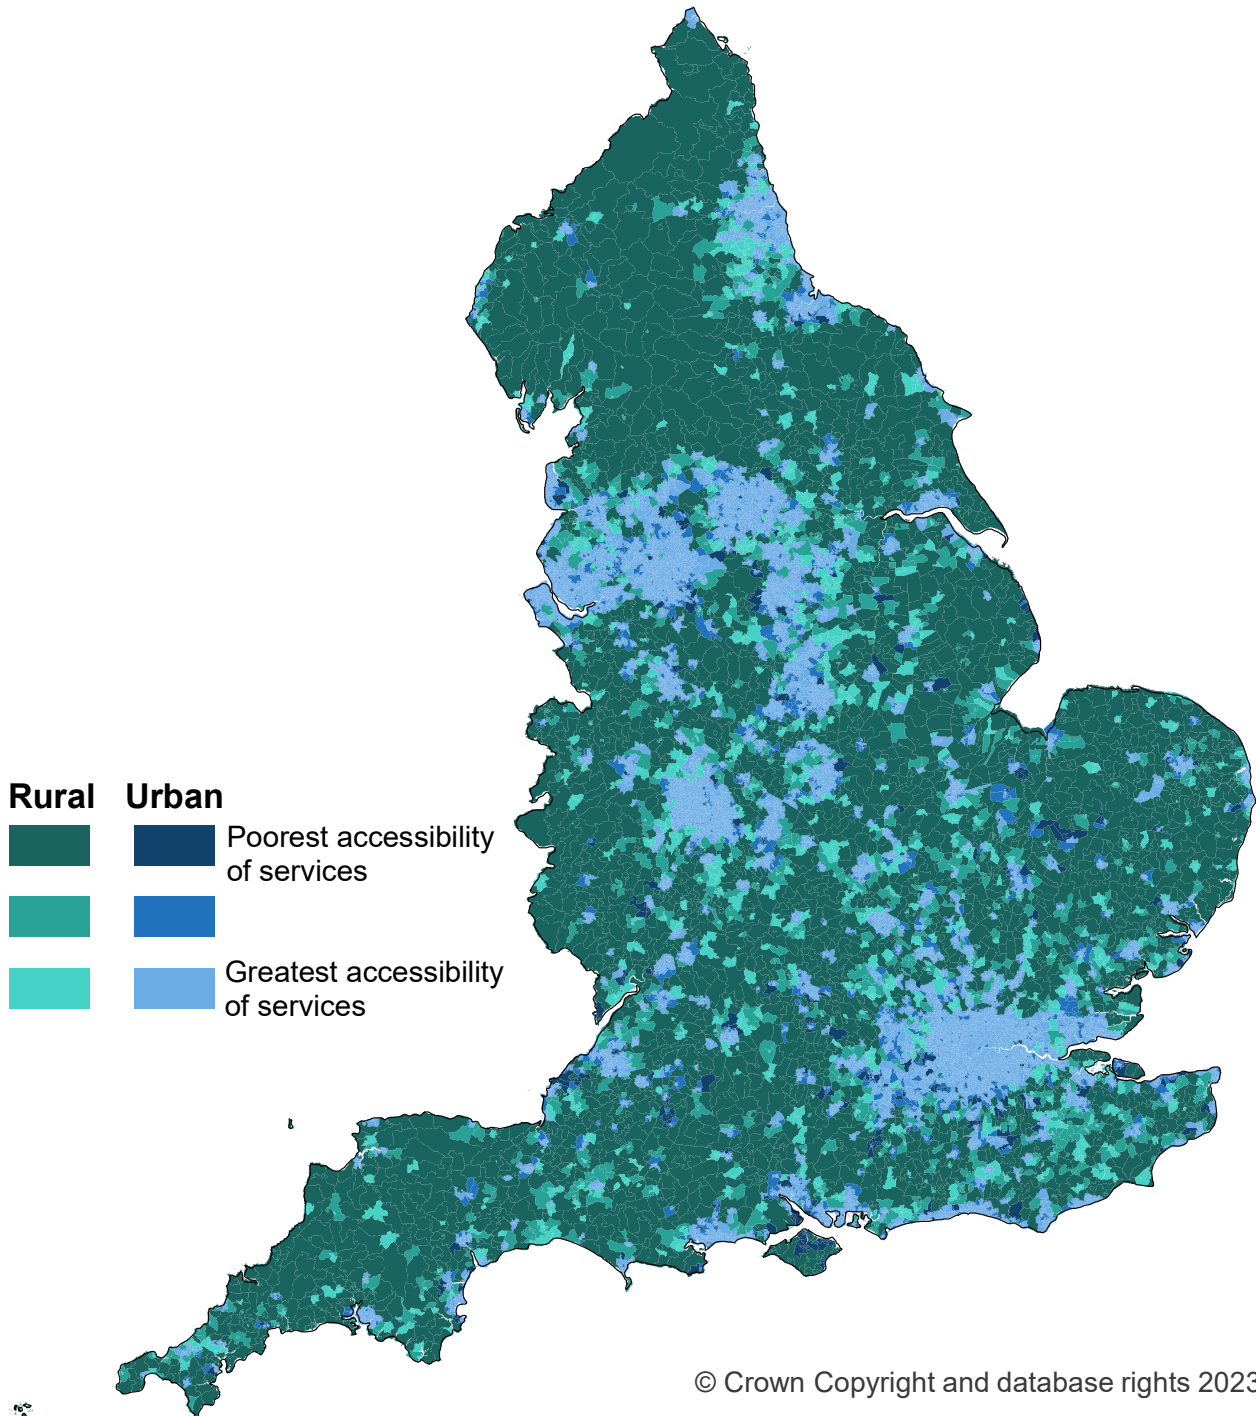 Rural Urban
Poorest accessibility
of services
Greatest accessibility
of services
© Crown Copyright and database rights 2023